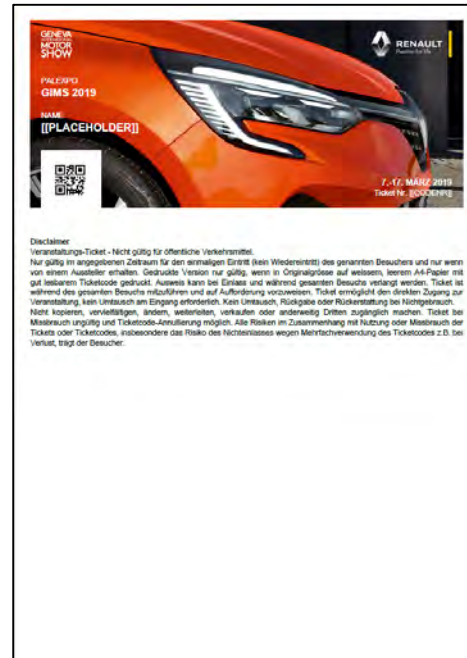 GENEVA
INTERNATIONAL
MOTOR
SHOW
RENAULT
Passion for life
PALEXPO
GIMS 2019
NAME
[[PLACEHOLDER]]
7.-17. MÄRZ 2019
Ticket Nr. [[CODENR]]
Disclaimer
Veranstaltungs-Ticket - Nicht gültig für öffentliche Verkehrsmittel.
Nur gültig im angegebenen Zeitraum für den einmaligen Eintritt (kein Wiedereintritt) des genannten Besuchers und nur wenn
von einem Aussteller erhalten. Gedruckte Version nur gültig, wenn in Originalgrösse auf weissem, leerem A4-Papier mit
gut lesbarem Ticketcode gedruckt. Ausweis kann bei Einlass und während gesamten Besuchs verlangt werden. Ticket ist
während des gesamten Besuchs mitzuführen und auf Aufforderung vorzuweisen. Ticket ermöglicht den direkten Zugang zur
Veranstaltung, kein Umtausch am Eingang erforderlich. Kein Umtausch, Rückgabe oder Rückerstattung bei Nichtgebrauch.
Nicht kopieren, vervielfältigen, ändern, weiterleiten, verkaufen oder anderweitig Dritten zugänglich machen. Ticket bei
Missbrauch ungültig und Ticketcode-Annullierung möglich. Alle Risiken im Zusammenhang mit Nutzung oder Missbrauch der
Tickets oder Ticketcodes, insbesondere das Risiko des Nichteinlasses wegen Mehrfachverwendung des Ticketcodes z.B. bei
Verlust, trägt der Besucher.